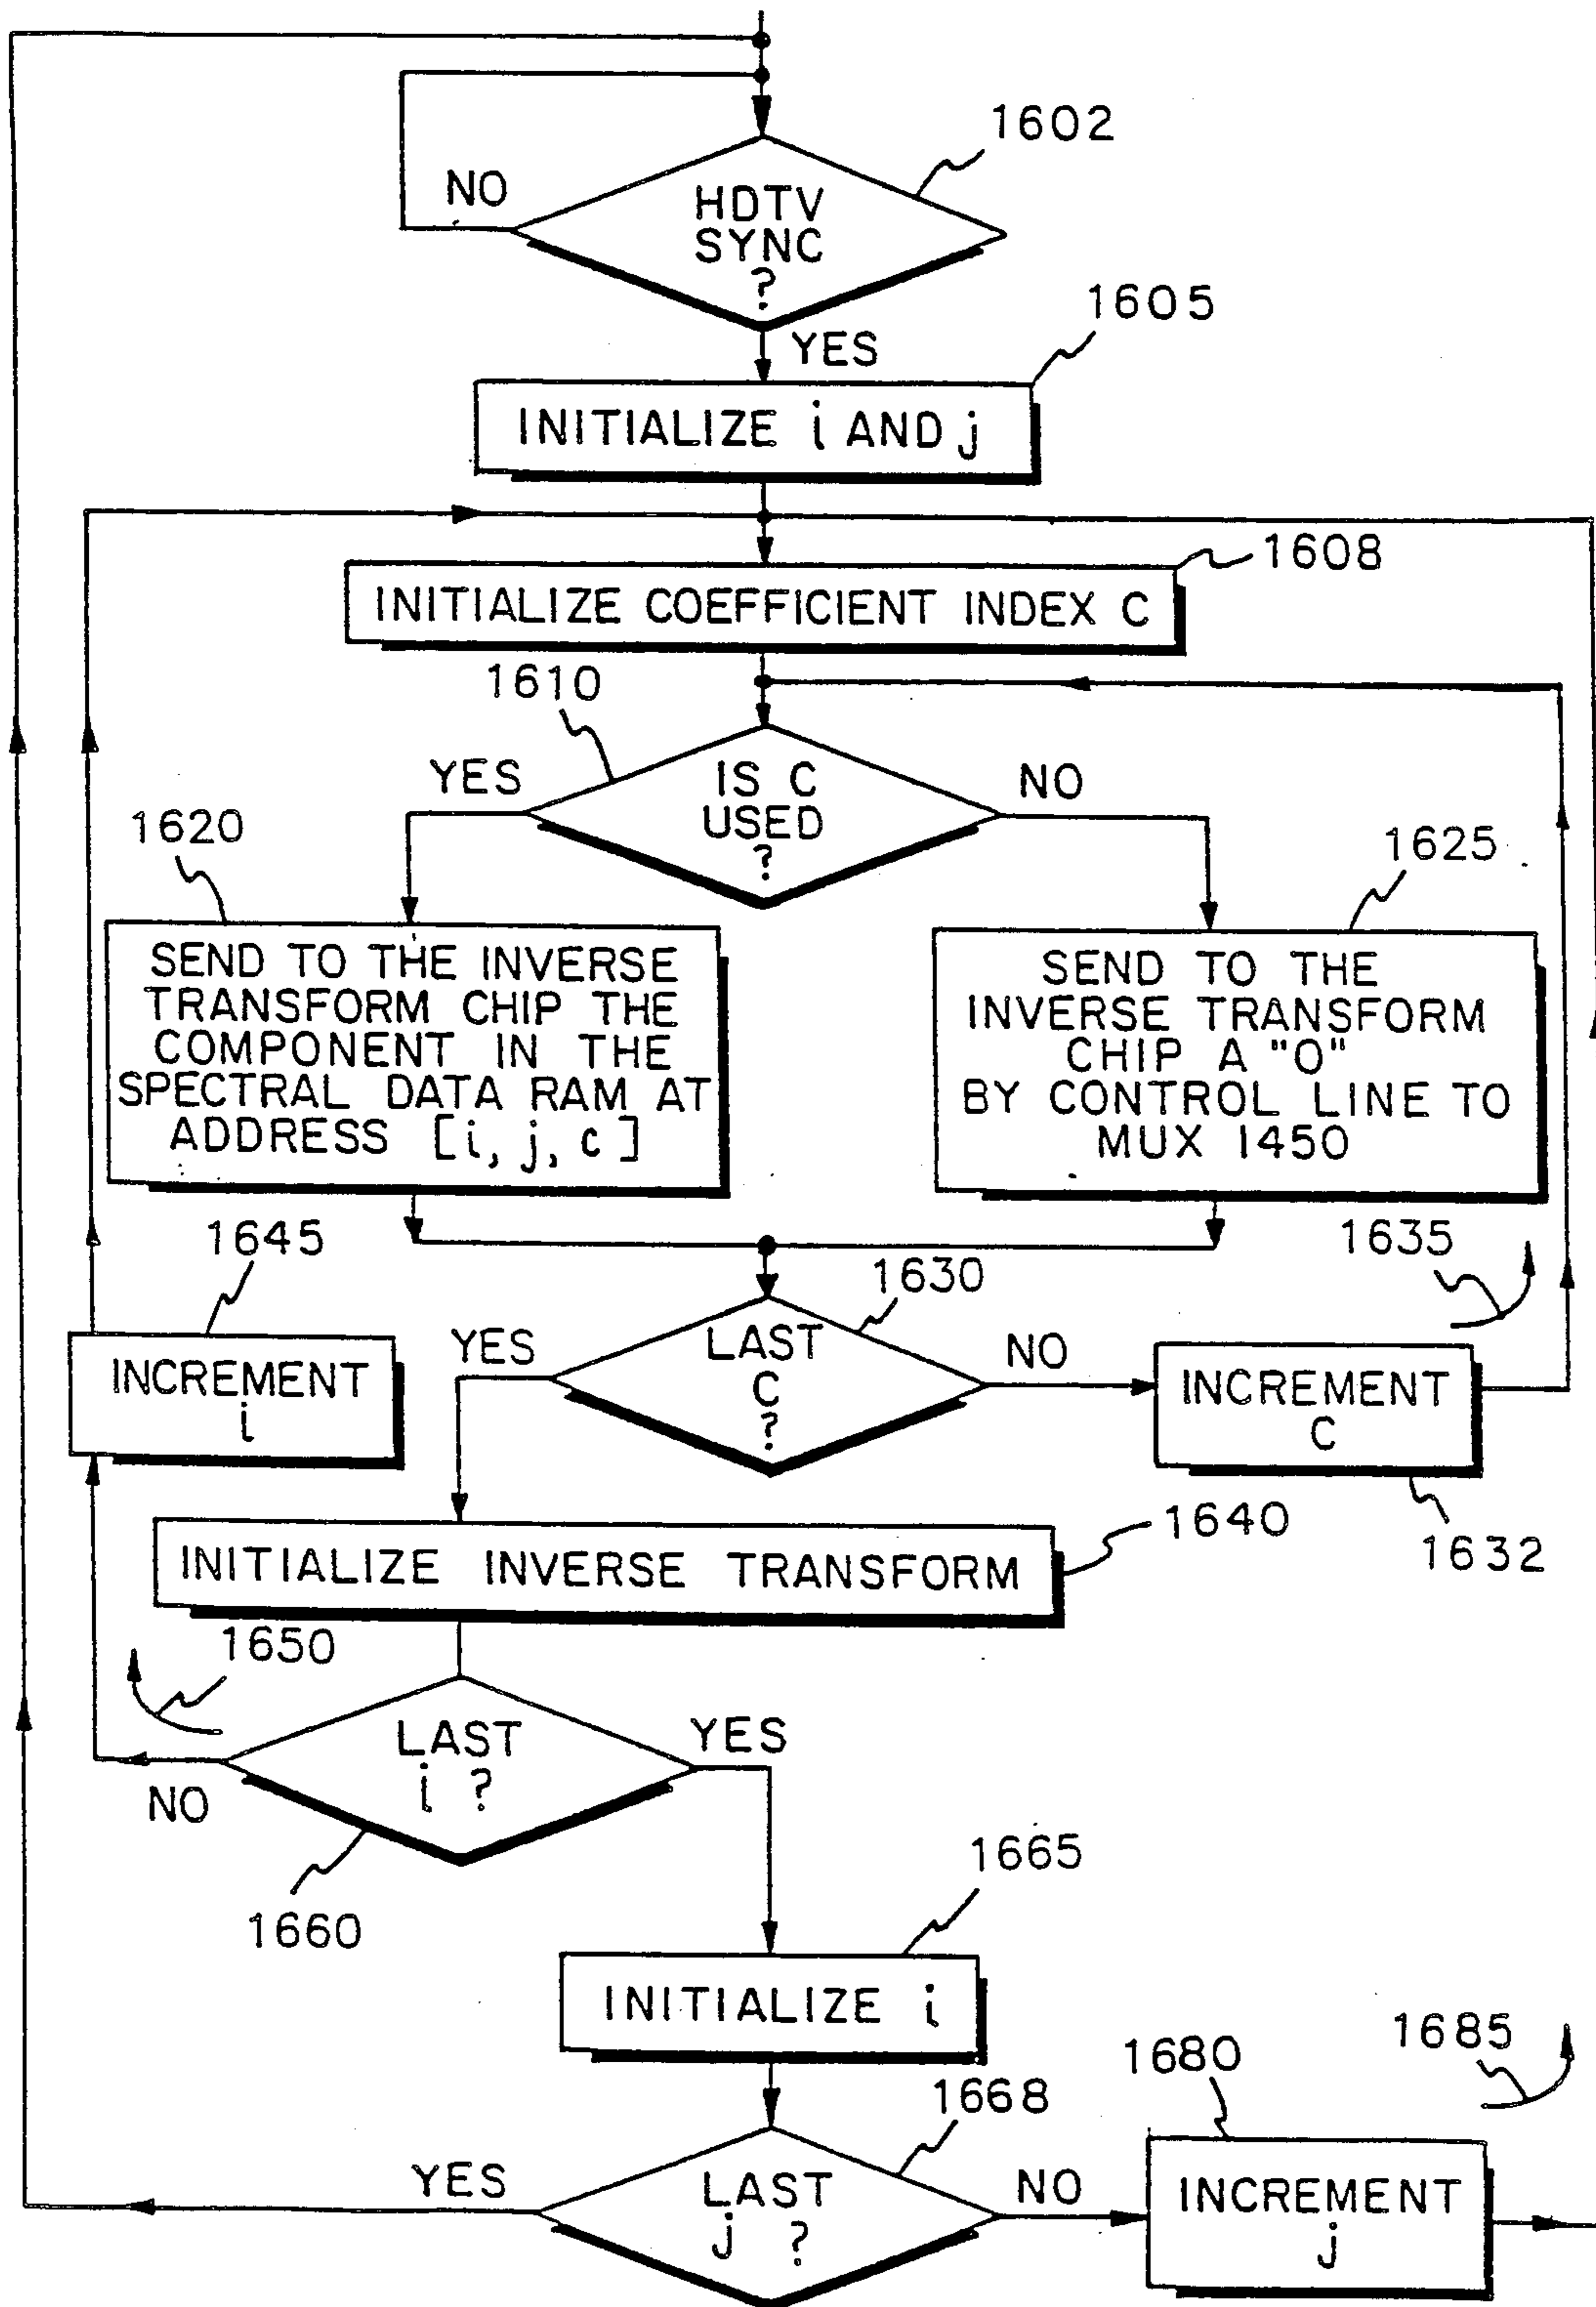 1602
NO
HDTV
SYNC
?
1605
YES
INITIALIZE i AND j
1608
INITIALIZE COEFFICIENT INDEX C
1610
YES
IS C
USED
?
NO
1620
1625
SEND TO THE INVERSE
TRANSFORM CHIP THE
COMPONENT IN THE
SPECTRAL DATA RAM AT
ADDRESS [i, j, c]
SEND TO THE
INVERSE TRANSFORM
CHIP A "0"
BY CONTROL LINE TO
MUX 1450
1645
1630
1635
INCREMENT
i
YES
LAST
C
?
NO
INCREMENT
C
1640
1632
INITIALIZE INVERSE TRANSFORM
1650
LAST
i ?
YES
NO
1660
1665
INITIALIZE i
1668
1680
1685
YES
LAST
j ?
NO
INCREMENT
j